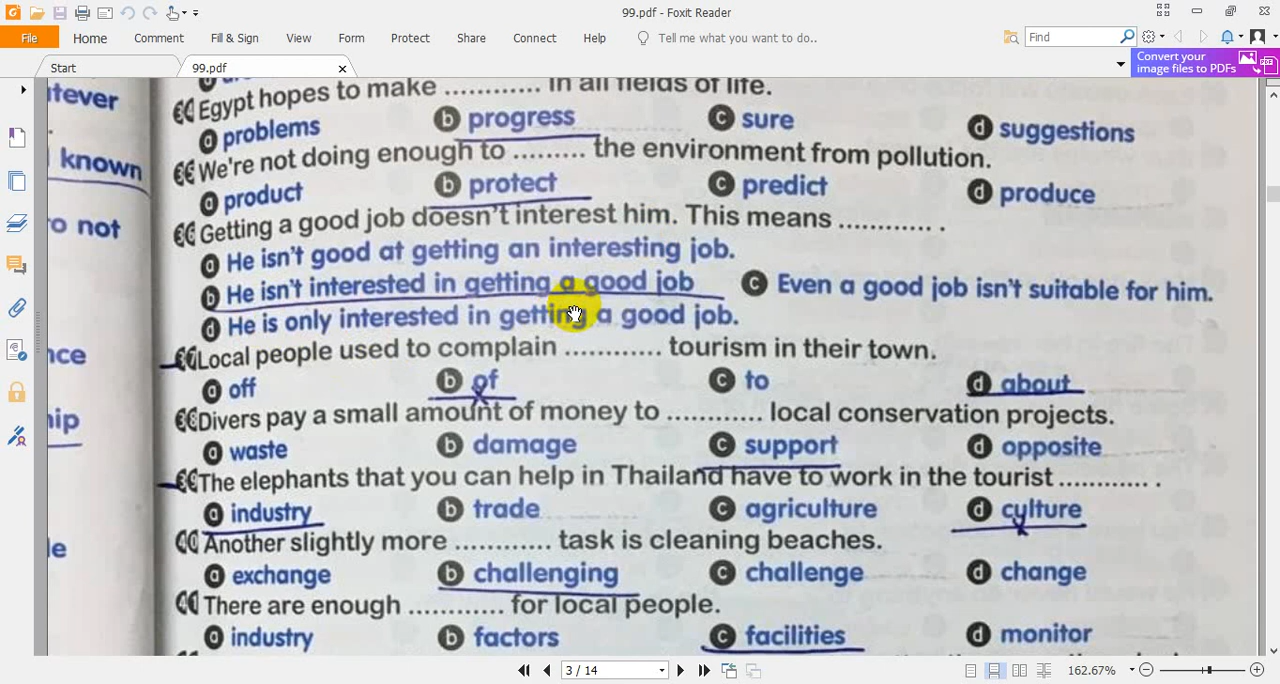 99.pdf - Foxit Reader
File Home Comment Fill & Sign View Form Protect Share Connect Help Tell me what you want to do.. Find
Start 99.pdf x
Convert your
image files to PDFs
Egypt hopes to make ............ in all fields of life.
a problems b progress c sure d suggestions
We're not doing enough to ......... the environment from pollution.
a product b protect c predict d produce
Getting a good job doesn't interest him. This means ............ .
a He isn't good at getting an interesting job.
b He isn't interested in getting a good job c Even a good job isn't suitable for him.
d He is only interested in getting a good job.
Local people used to complain ............ tourism in their town.
a off b of c to d about
Divers pay a small amount of money to ............ local conservation projects.
a waste b damage c support d opposite
The elephants that you can help in Thailand have to work in the tourist ............ .
a industry b trade c agriculture d culture
Another slightly more ............ task is cleaning beaches.
a exchange b challenging c challenge d change
There are enough ............ for local people.
a industry b factors c facilities d monitor
known
o not
nce
hip
le
3 / 14 162.67%